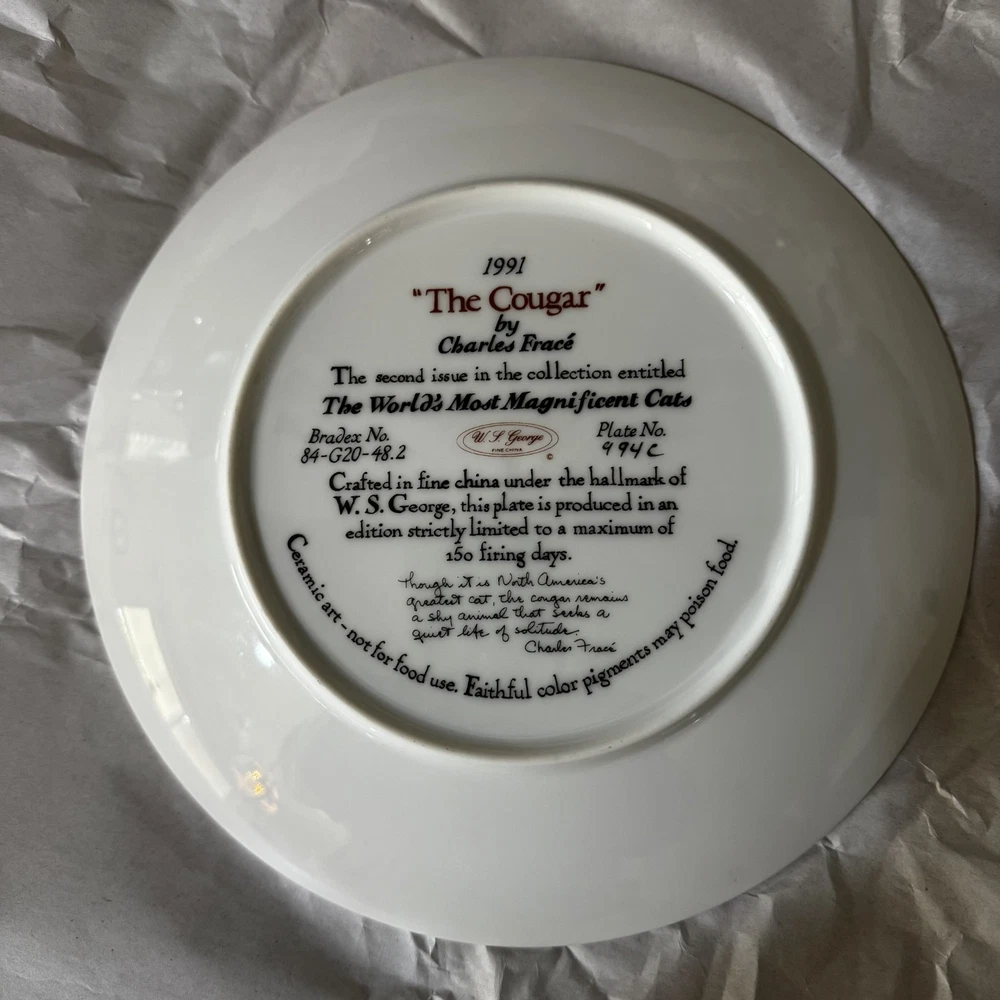 1991
"The Cougar"
by
Charles Fracé
The second issue in the collection entitled
The World's Most Magnificent Cats
Bradex No.
84-G20-48.2
W. S. George
FINE CHINA
©
Plate No.
994C
Crafted in fine china under the hallmark of
W. S. George, this plate is produced in an
edition strictly limited to a maximum of
150 firing days.
Though it is North America's
greatest cat, the cougar remains
a shy animal that seeks a
quiet life of solitude.
Charles Fracé
Ceramic art - not for food use. Faithful color pigments may poison food.